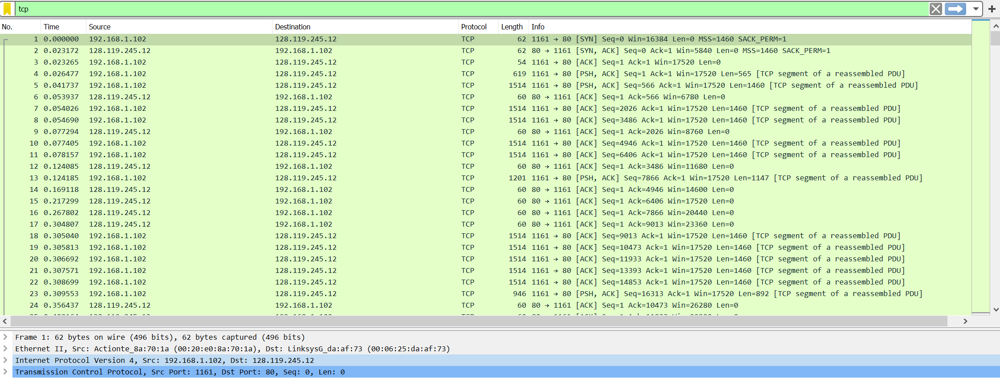 tcp
No. Time Source Destination Protocol Length Info
1 0.000000 192.168.1.102 128.119.245.12 TCP 62 1161 → 80 [SYN] Seq=0 Win=16384 Len=0 MSS=1460 SACK_PERM=1
2 0.023172 128.119.245.12 192.168.1.102 TCP 62 80 → 1161 [SYN, ACK] Seq=0 Ack=1 Win=5840 Len=0 MSS=1460 SACK_PERM=1
3 0.023265 192.168.1.102 128.119.245.12 TCP 54 1161 → 80 [ACK] Seq=1 Ack=1 Win=17520 Len=0
4 0.026477 192.168.1.102 128.119.245.12 TCP 619 1161 → 80 [PSH, ACK] Seq=1 Ack=1 Win=17520 Len=565 [TCP segment of a reassembled PDU]
5 0.041737 192.168.1.102 128.119.245.12 TCP 1514 1161 → 80 [PSH, ACK] Seq=566 Ack=1 Win=17520 Len=1460 [TCP segment of a reassembled PDU]
6 0.053937 128.119.245.12 192.168.1.102 TCP 60 80 → 1161 [ACK] Seq=1 Ack=566 Win=6780 Len=0
7 0.054026 192.168.1.102 128.119.245.12 TCP 1514 1161 → 80 [ACK] Seq=2026 Ack=1 Win=17520 Len=1460 [TCP segment of a reassembled PDU]
8 0.054690 192.168.1.102 128.119.245.12 TCP 1514 1161 → 80 [ACK] Seq=3486 Ack=1 Win=17520 Len=1460 [TCP segment of a reassembled PDU]
9 0.077294 128.119.245.12 192.168.1.102 TCP 60 80 → 1161 [ACK] Seq=1 Ack=2026 Win=8760 Len=0
10 0.077405 192.168.1.102 128.119.245.12 TCP 1514 1161 → 80 [ACK] Seq=4946 Ack=1 Win=17520 Len=1460 [TCP segment of a reassembled PDU]
11 0.078157 192.168.1.102 128.119.245.12 TCP 1514 1161 → 80 [ACK] Seq=6406 Ack=1 Win=17520 Len=1460 [TCP segment of a reassembled PDU]
12 0.124085 128.119.245.12 192.168.1.102 TCP 60 80 → 1161 [ACK] Seq=1 Ack=3486 Win=11680 Len=0
13 0.124185 192.168.1.102 128.119.245.12 TCP 1201 1161 → 80 [PSH, ACK] Seq=7866 Ack=1 Win=17520 Len=1147 [TCP segment of a reassembled PDU]
14 0.169118 128.119.245.12 192.168.1.102 TCP 60 80 → 1161 [ACK] Seq=1 Ack=4946 Win=14600 Len=0
15 0.217299 128.119.245.12 192.168.1.102 TCP 60 80 → 1161 [ACK] Seq=1 Ack=6406 Win=17520 Len=0
16 0.267802 128.119.245.12 192.168.1.102 TCP 60 80 → 1161 [ACK] Seq=1 Ack=7866 Win=20440 Len=0
17 0.304807 128.119.245.12 192.168.1.102 TCP 60 80 → 1161 [ACK] Seq=1 Ack=9013 Win=23360 Len=0
18 0.305040 192.168.1.102 128.119.245.12 TCP 1514 1161 → 80 [ACK] Seq=9013 Ack=1 Win=17520 Len=1460 [TCP segment of a reassembled PDU]
19 0.305813 192.168.1.102 128.119.245.12 TCP 1514 1161 → 80 [ACK] Seq=10473 Ack=1 Win=17520 Len=1460 [TCP segment of a reassembled PDU]
20 0.306692 192.168.1.102 128.119.245.12 TCP 1514 1161 → 80 [ACK] Seq=11933 Ack=1 Win=17520 Len=1460 [TCP segment of a reassembled PDU]
21 0.307571 192.168.1.102 128.119.245.12 TCP 1514 1161 → 80 [ACK] Seq=13393 Ack=1 Win=17520 Len=1460 [TCP segment of a reassembled PDU]
22 0.308699 192.168.1.102 128.119.245.12 TCP 1514 1161 → 80 [ACK] Seq=14853 Ack=1 Win=17520 Len=1460 [TCP segment of a reassembled PDU]
23 0.309553 192.168.1.102 128.119.245.12 TCP 946 1161 → 80 [PSH, ACK] Seq=16313 Ack=1 Win=17520 Len=892 [TCP segment of a reassembled PDU]
24 0.356437 128.119.245.12 192.168.1.102 TCP 60 80 → 1161 [ACK] Seq=1 Ack=10473 Win=26280 Len=0
Frame 1: 62 bytes on wire (496 bits), 62 bytes captured (496 bits)
Ethernet II, Src: Actionte_8a:70:1a (00:20:e0:8a:70:1a), Dst: LinksysG_da:af:73 (00:06:25:da:af:73)
Internet Protocol Version 4, Src: 192.168.1.102, Dst: 128.119.245.12
Transmission Control Protocol, Src Port: 1161, Dst Port: 80, Seq: 0, Len: 0